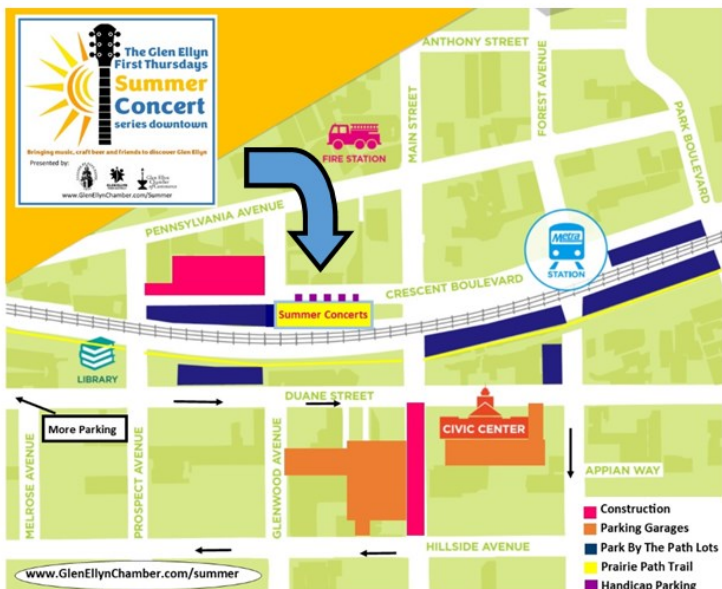 The Glen Ellyn
First Thursdays
Summer
Concert
series downtown
Bringing music, craft beer and friends to discover Glen Ellyn
Presented by:
Glen Ellyn
www.GlenEllynChamber.com/Summer
ANTHONY STREET
MAIN STREET
FOREST AVENUE
PARK BOULEVARD
FIRE STATION
PENNSYLVANIA AVENUE
Metra
STATION
CRESCENT BOULEVARD
Summer Concerts
LIBRARY
DUANE STREET
More Parking
CIVIC CENTER
MELROSE AVENUE
PROSPECT AVENUE
GLENWOOD AVENUE
APPIAN WAY
HILLSIDE AVENUE
Construction
Parking Garages
Park By The Path Lots
Prairie Path Trail
Handicap Parking
www.GlenEllynChamber.com/summer